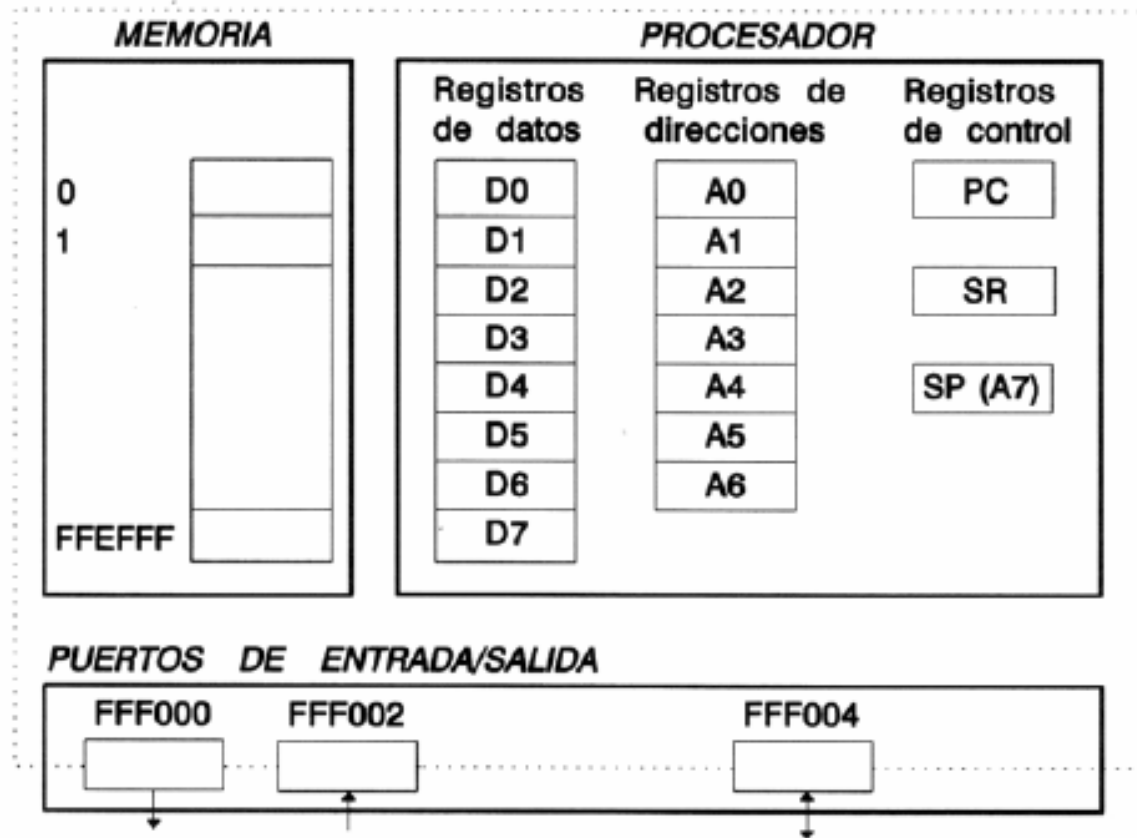 MEMORIA
PROCESADOR
Registros de datos
Registros de direcciones
Registros de control
0
1
FFEFFF
D0
D1
D2
D3
D4
D5
D6
D7
A0
A1
A2
A3
A4
A5
A6
PC
SR
SP (A7)
PUERTOS DE ENTRADA/SALIDA
FFF000
FFF002
FFF004